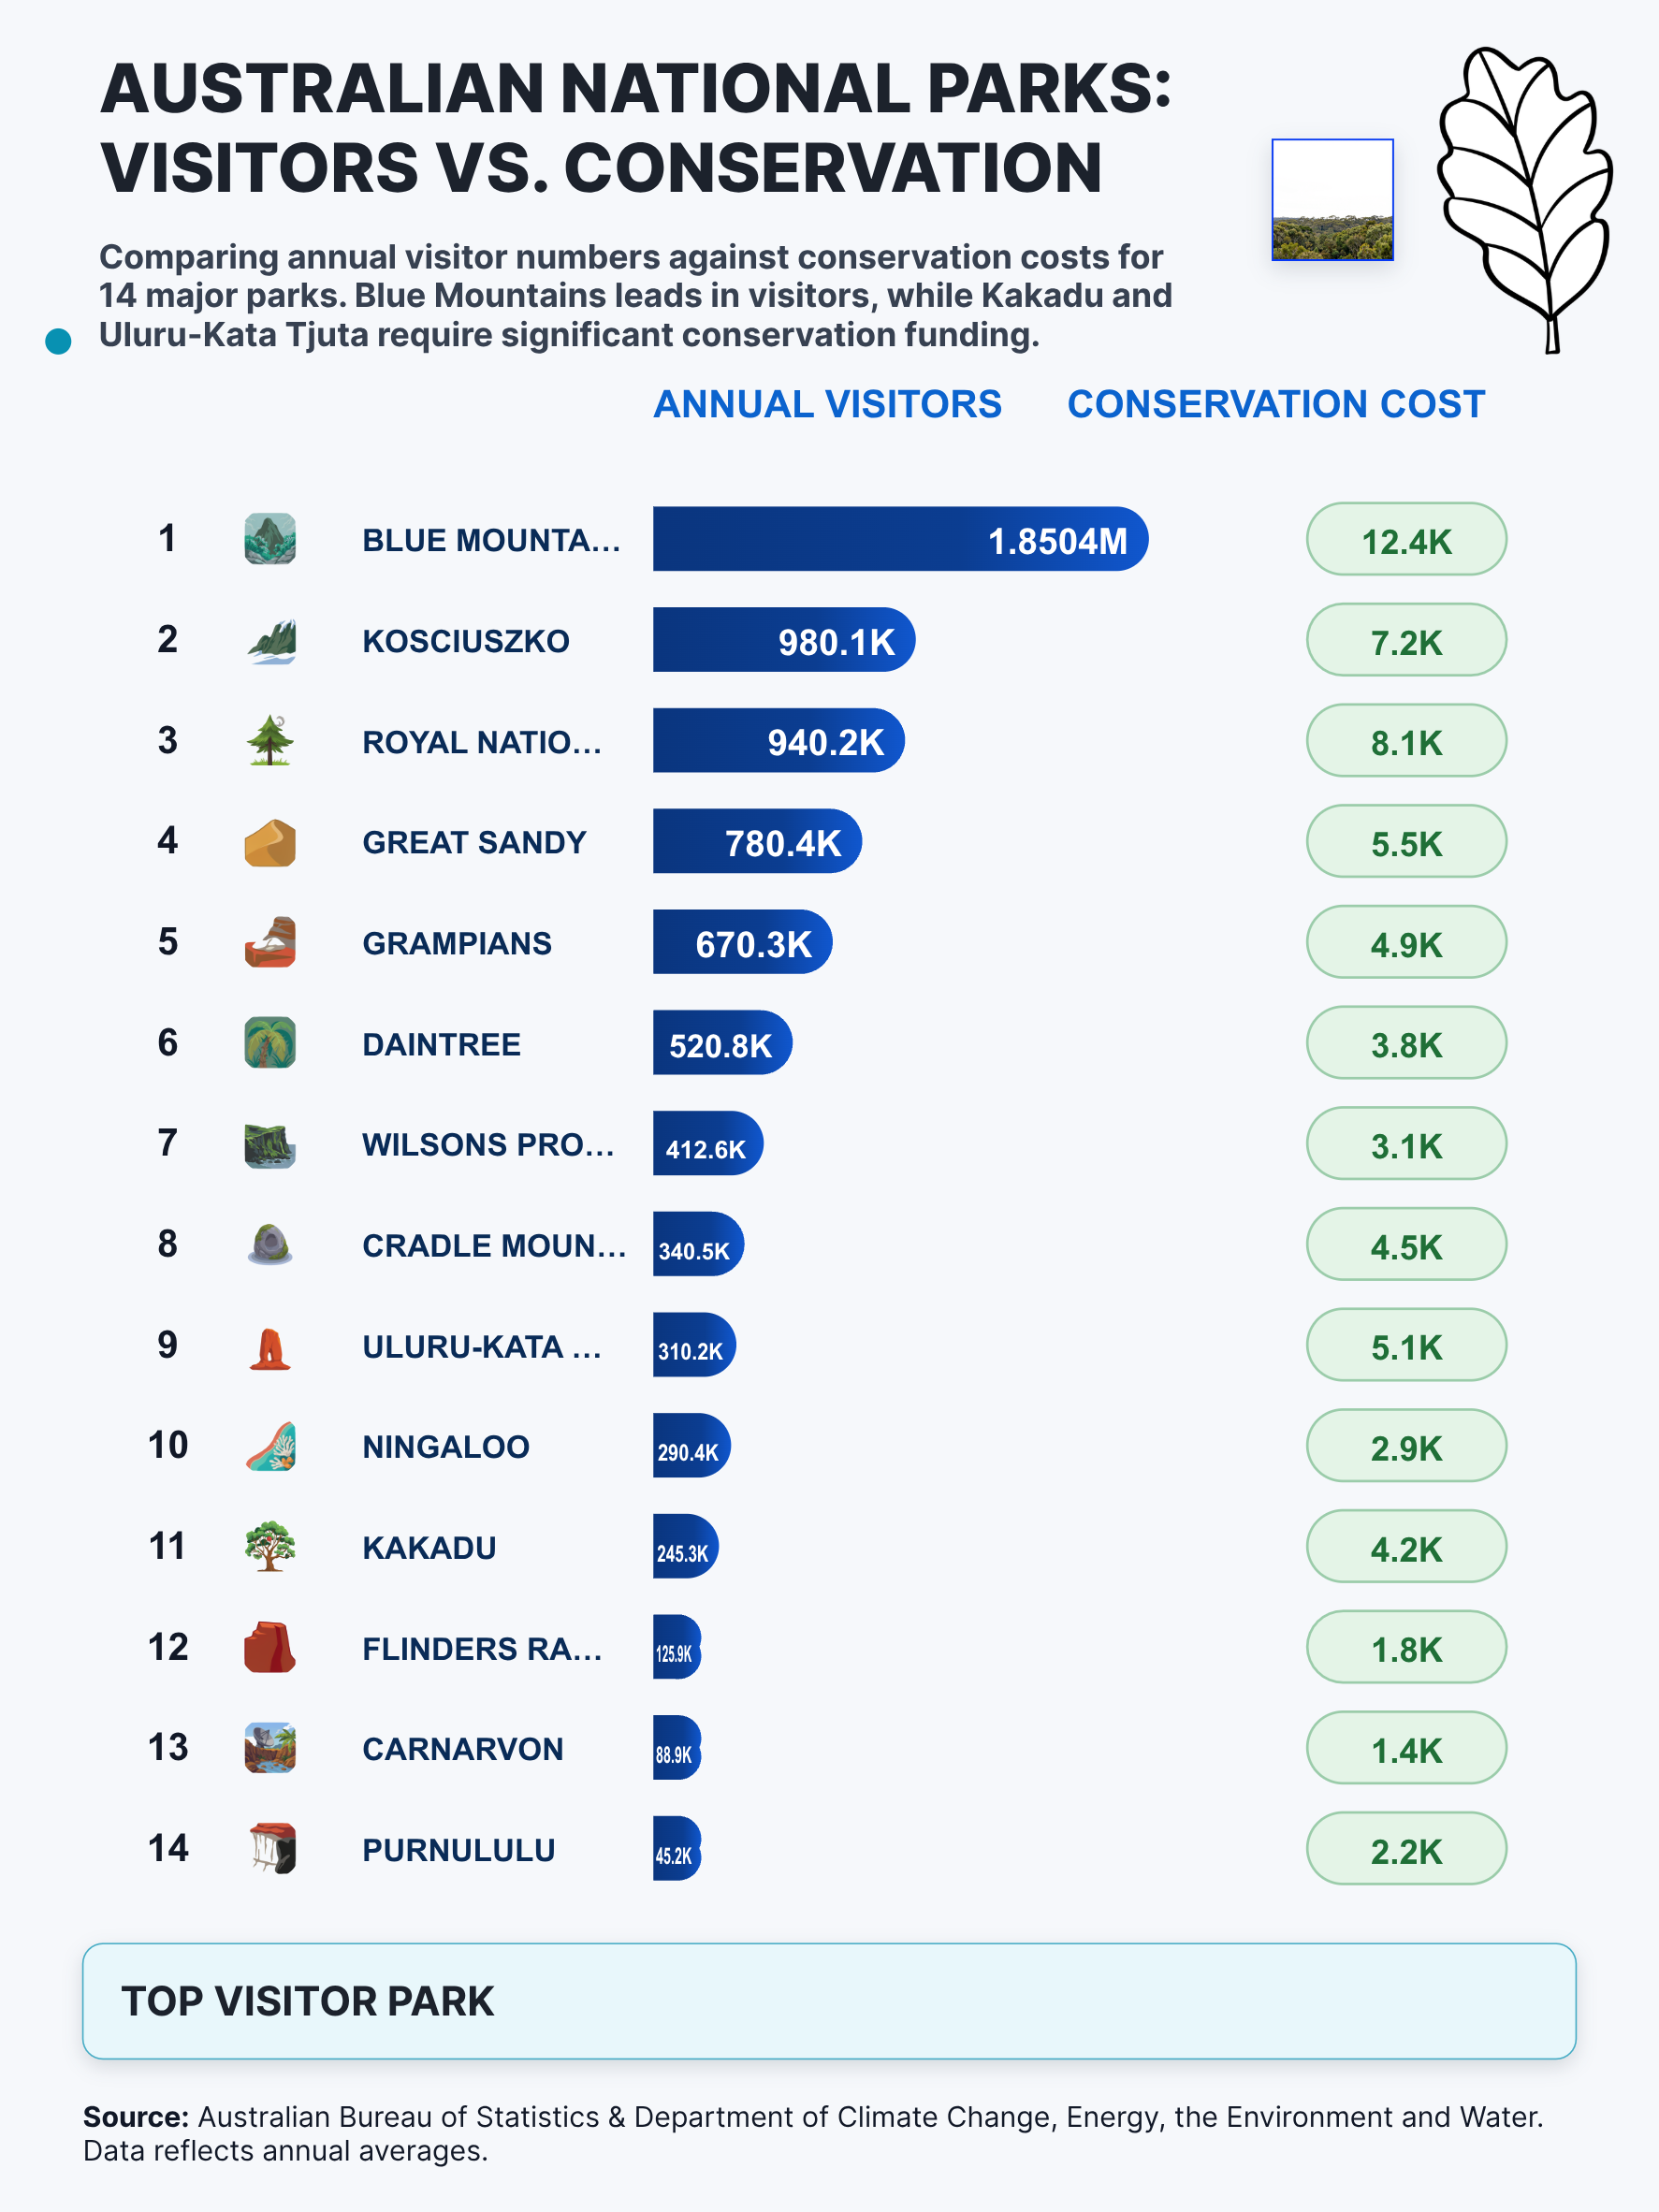 AUSTRALIAN NATIONAL PARKS:
VISITORS VS. CONSERVATION
Comparing annual visitor numbers against conservation costs for
14 major parks. Blue Mountains leads in visitors, while Kakadu and
Uluru-Kata Tjuta require significant conservation funding.
ANNUAL VISITORS CONSERVATION COST
1 BLUE MOUNTA... 1.8504M 12.4K
2 KOSCIUSZKO 980.1K 7.2K
3 ROYAL NATIO... 940.2K 8.1K
4 GREAT SANDY 780.4K 5.5K
5 GRAMPIANS 670.3K 4.9K
6 DAINTREE 520.8K 3.8K
7 WILSONS PRO... 412.6K 3.1K
8 CRADLE MOUN... 340.5K 4.5K
9 ULURU-KATA ... 310.2K 5.1K
10 NINGALOO 290.4K 2.9K
11 KAKADU 245.3K 4.2K
12 FLINDERS RA... 125.9K 1.8K
13 CARNARVON 88.9K 1.4K
14 PURNULULU 45.2K 2.2K
TOP VISITOR PARK
Source: Australian Bureau of Statistics & Department of Climate Change, Energy, the Environment and Water.
Data reflects annual averages.